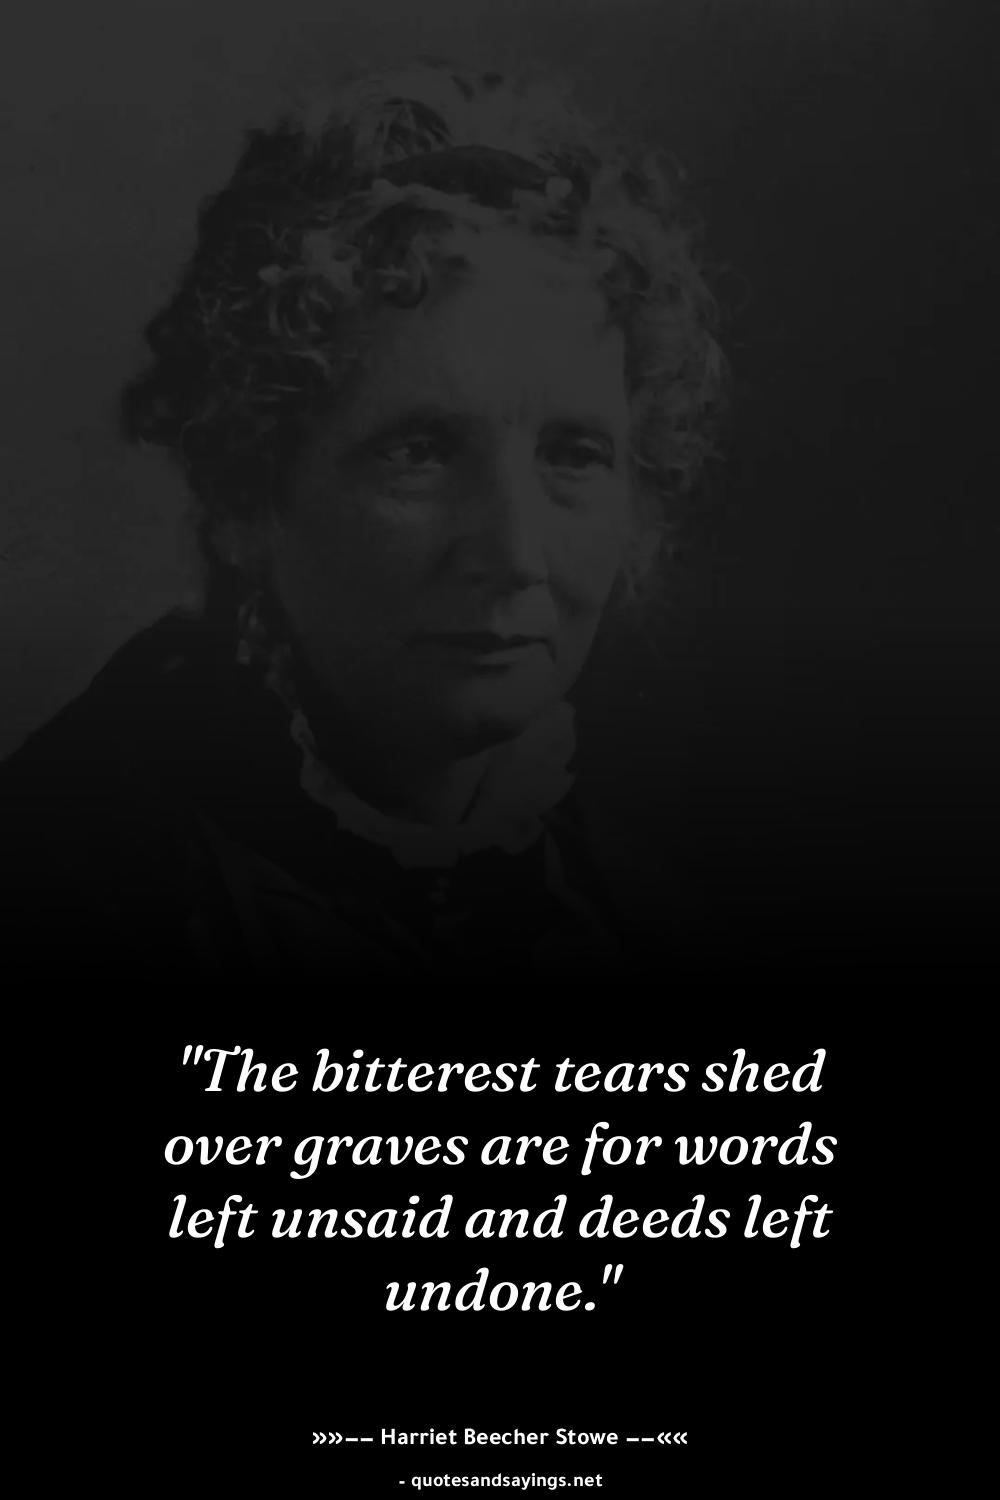 "The bitterest tears shed
over graves are for words
left unsaid and deeds left
undone."
»»−− Harriet Beecher Stowe −−««
- quotesandsayings.net